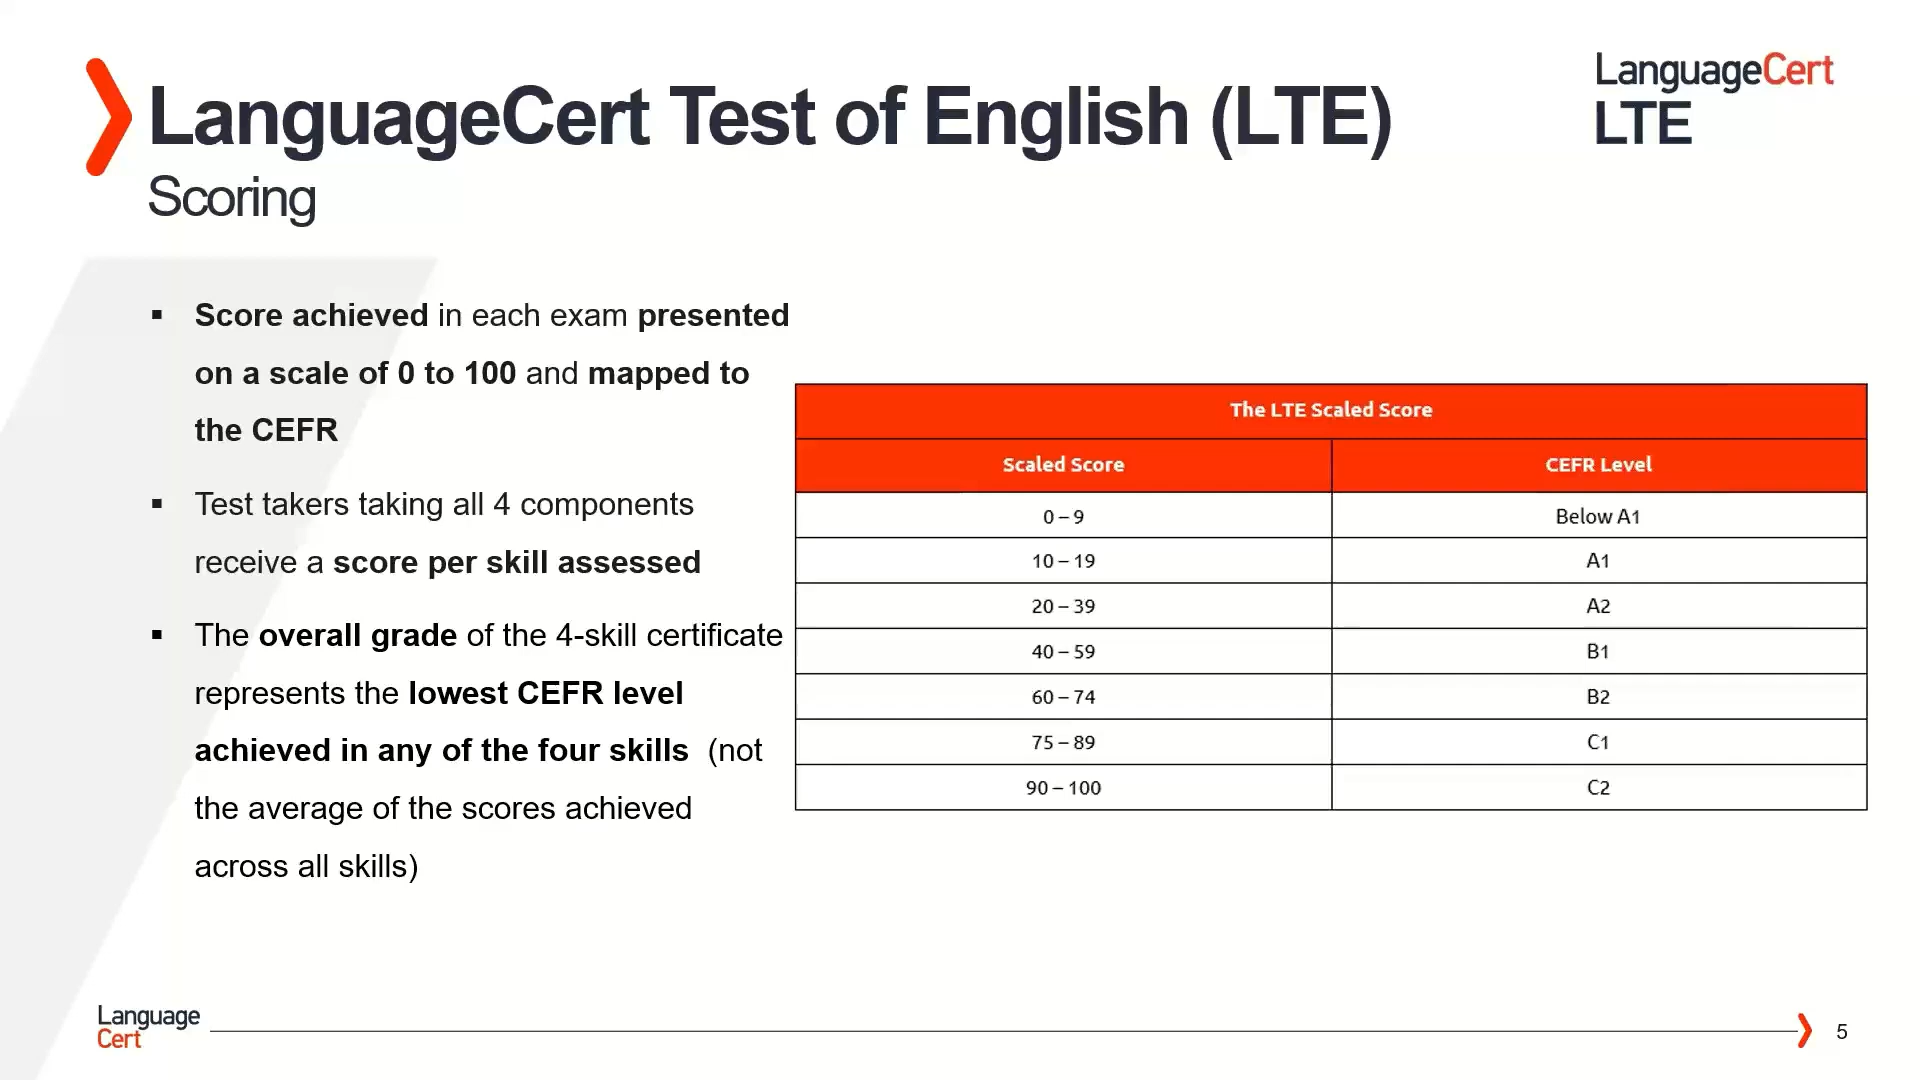 LanguageCert Test of English (LTE)
Scoring
LanguageCert
LTE
▪ Score achieved in each exam presented
on a scale of 0 to 100 and mapped to
the CEFR
▪ Test takers taking all 4 components
receive a score per skill assessed
▪ The overall grade of the 4-skill certificate
represents the lowest CEFR level
achieved in any of the four skills (not
the average of the scores achieved
across all skills)
The LTE Scaled Score
Scaled Score CEFR Level
0 – 9 Below A1
10 – 19 A1
20 – 39 A2
40 – 59 B1
60 – 74 B2
75 – 89 C1
90 – 100 C2
Language
Cert
5